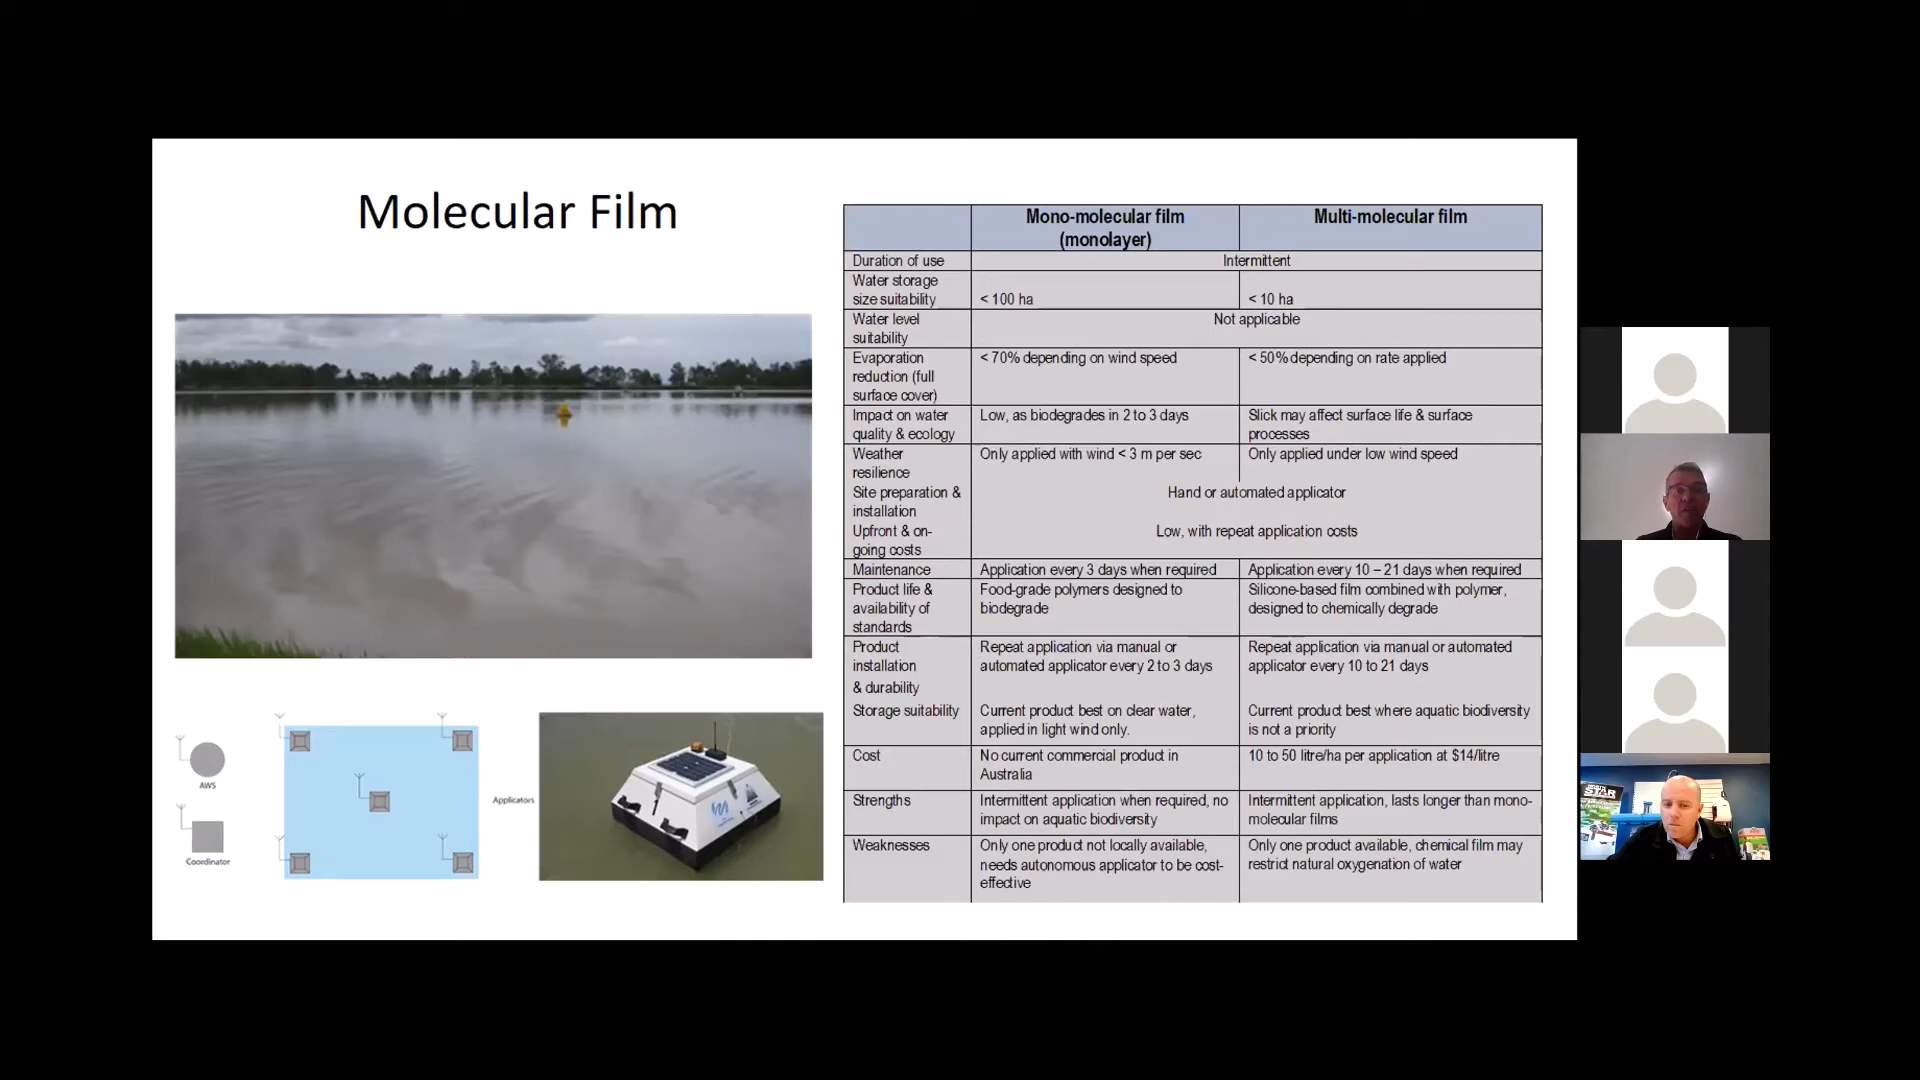 Molecular Film
Mono-molecular film
(monolayer)
Multi-molecular film
Duration of use
Intermittent
Water storage
size suitability
< 100 ha
< 10 ha
Water level
suitability
Not applicable
Evaporation
reduction (full
surface cover)
< 70% depending on wind speed
< 50% depending on rate applied
Impact on water
quality & ecology
Low, as biodegrades in 2 to 3 days
Slick may affect surface life & surface
processes
Weather
resilience
Only applied with wind < 3 m per sec
Only applied under low wind speed
Site preparation &
installation
Hand or automated applicator
Upfront & on-
going costs
Low, with repeat application costs
Maintenance
Application every 3 days when required
Application every 10 – 21 days when required
Product life &
availability of
standards
Food-grade polymers designed to
biodegrade
Silicone-based film combined with polymer,
designed to chemically degrade
Product
installation
& durability
Repeat application via manual or
automated applicator every 2 to 3 days
Repeat application via manual or automated
applicator every 10 to 21 days
Storage suitability
Current product best on clear water,
applied in light wind only.
Current product best where aquatic biodiversity
is not a priority
Cost
No current commercial product in
Australia
10 to 50 litre/ha per application at $14/litre
Strengths
Intermittent application when required, no
impact on aquatic biodiversity
Intermittent application, lasts longer than mono-
molecular films
Weaknesses
Only one product not locally available,
needs autonomous applicator to be cost-
effective
Only one product available, chemical film may
restrict natural oxygenation of water
AWS
Coordinator
Applicators
STAR